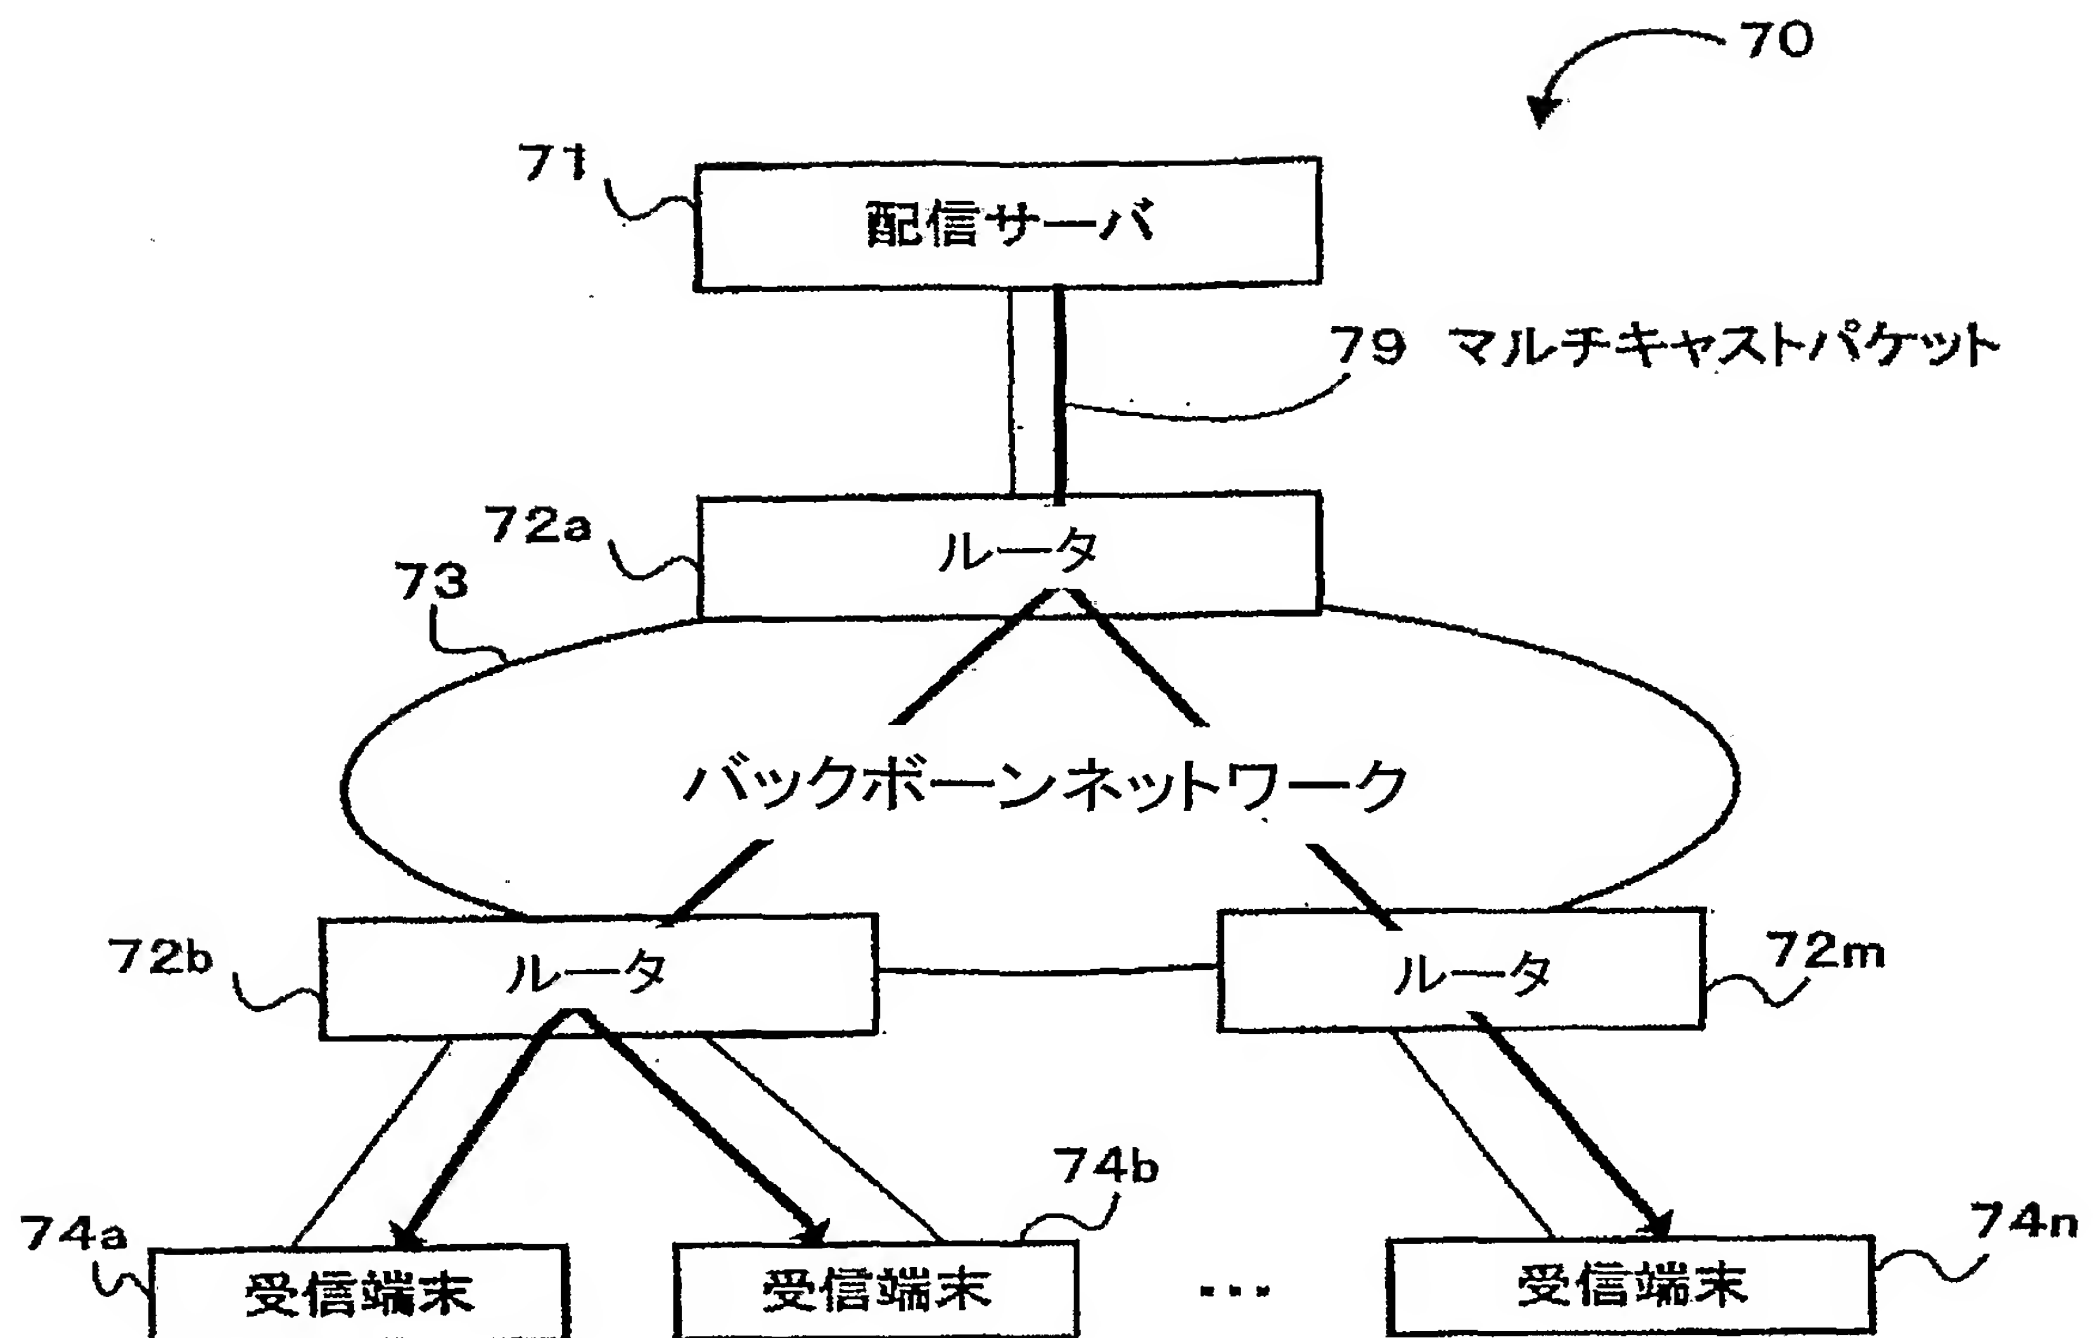 70
71
配信サーバ
79 マルチキャストパケット
72a
ルータ
73
バックボーンネットワーク
72b
ルータ
ルータ
72m
74b
74a
74n
受信端末
受信端末
...
受信端末